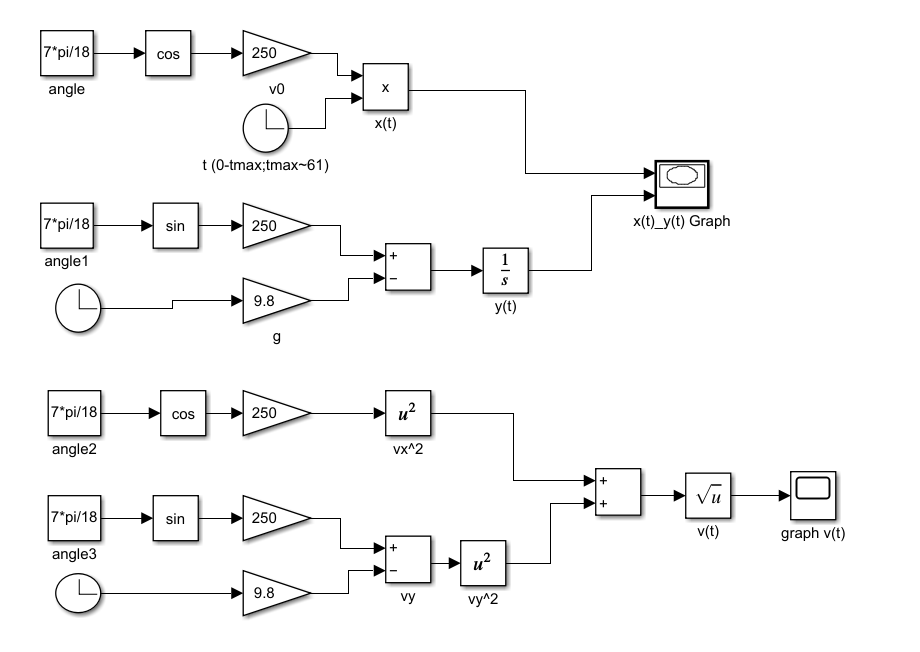 7*pi/18
cos
250
angle
v0
x
x(t)
t (0-tmax;tmax~61)
x(t)_y(t) Graph
7*pi/18
sin
250
angle1
+
−
1
s
y(t)
9.8
g
7*pi/18
cos
250
u²
angle2
vx^2
+
+
√u
v(t)
graph v(t)
7*pi/18
sin
250
angle3
+
−
vy
u²
vy^2
9.8